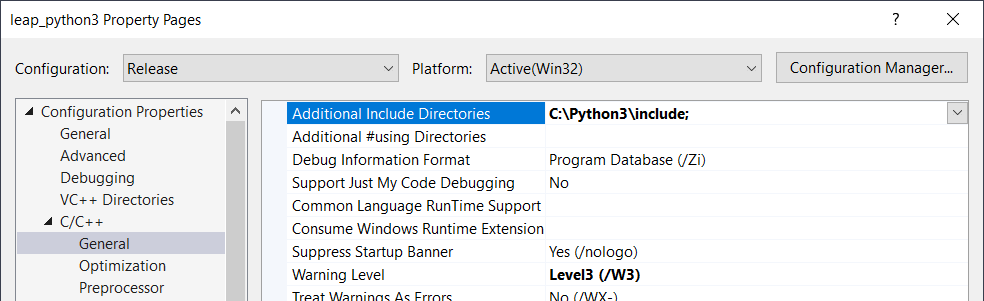 leap_python3 Property Pages
?
Configuration: Release Platform: Active(Win32) Configuration Manager...
Configuration Properties
General
Advanced
Debugging
VC++ Directories
C/C++
General
Optimization
Preprocessor
Additional Include Directories C:\Python3\include;
Additional #using Directories
Debug Information Format Program Database (/Zi)
Support Just My Code Debugging No
Common Language RunTime Support
Consume Windows Runtime Extension
Suppress Startup Banner Yes (/nologo)
Warning Level Level3 (/W3)
Treat Warnings As Errors No (/WX-)